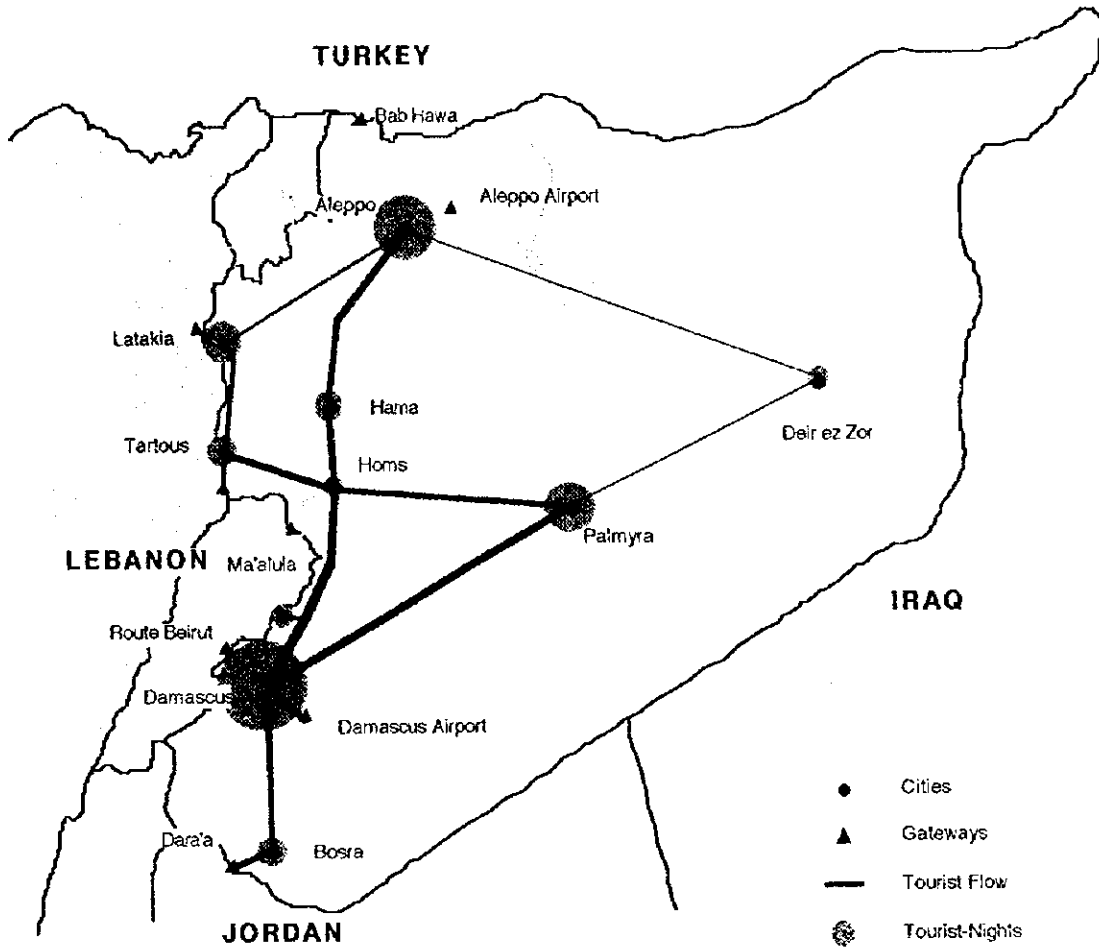 TURKEY
Bab Hawa
Aleppo
Aleppo Airport
Latakia
Hama
Deir ez Zor
Tartous
Homs
Palmyra
LEBANON
Ma'alula
IRAQ
Route Beirut
Damascus
Damascus Airport
Cities
Gateways
Dara'a
Bosra
Tourist Flow
JORDAN
Tourist-Nights